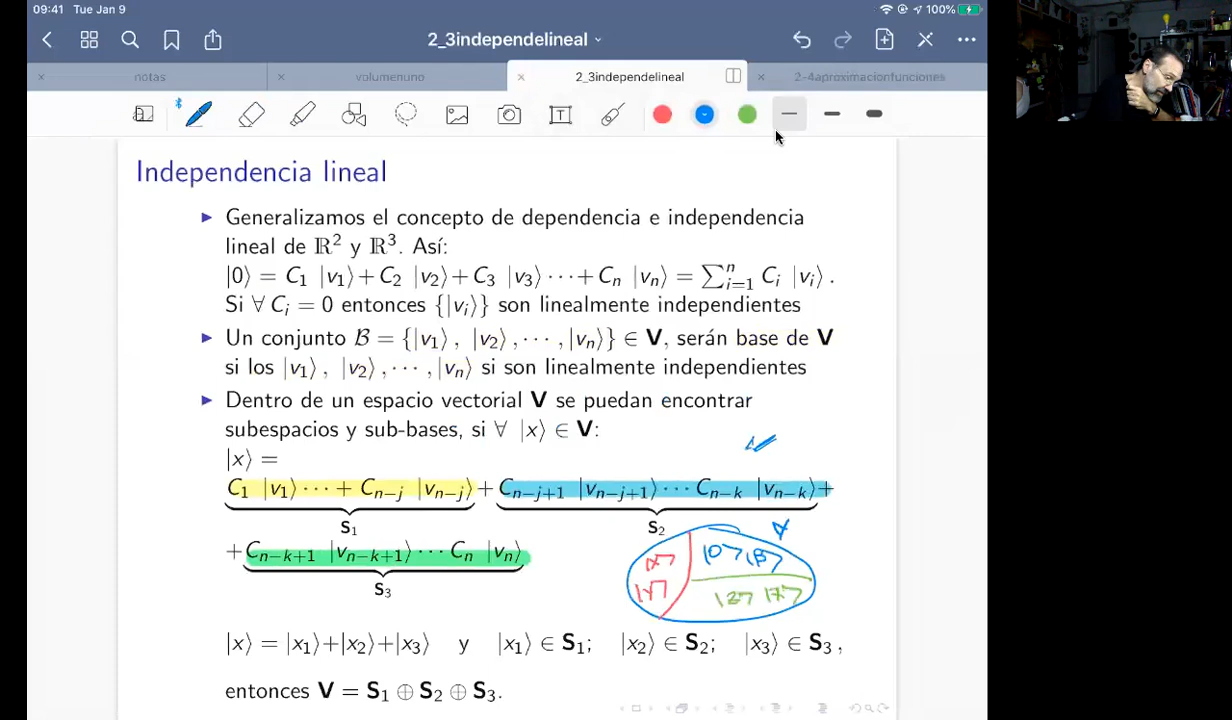 09:41 Tue Jan 9
100%
2_3independelineal
notas
volumenuno
2_3independelineal
2-4aproximacionfunciones
Independencia lineal
Generalizamos el concepto de dependencia e independencia
lineal de ℝ² y ℝ³. Así:
|0⟩ = C₁ |v₁⟩ + C₂ |v₂⟩ + C₃ |v₃⟩ ··· + Cₙ |vₙ⟩ = ∑ⁿᵢ₌₁ Cᵢ |vᵢ⟩ .
Si ∀ Cᵢ = 0 entonces {|vᵢ⟩} son linealmente independientes
Un conjunto ℬ = {|v₁⟩ , |v₂⟩ , ··· , |vₙ⟩} ∈ V, serán base de V
si los |v₁⟩ , |v₂⟩ , ··· , |vₙ⟩ si son linealmente independientes
Dentro de un espacio vectorial V se puedan encontrar
subespacios y sub-bases, si ∀ |x⟩ ∈ V:
|x⟩ =
C₁ |v₁⟩ ··· + Cₙ₋ⱼ |vₙ₋ⱼ⟩ + Cₙ₋ⱼ₊₁ |vₙ₋ⱼ₊₁⟩ ··· Cₙ₋ₖ |vₙ₋ₖ⟩ +
S₁ S₂
+ Cₙ₋ₖ₊₁ |vₙ₋ₖ₊₁⟩ ··· Cₙ |vₙ⟩
S₃
|x⟩ = |x₁⟩+|x₂⟩+|x₃⟩ y |x₁⟩ ∈ S₁; |x₂⟩ ∈ S₂; |x₃⟩ ∈ S₃ ,
entonces V = S₁ ⊕ S₂ ⊕ S₃.